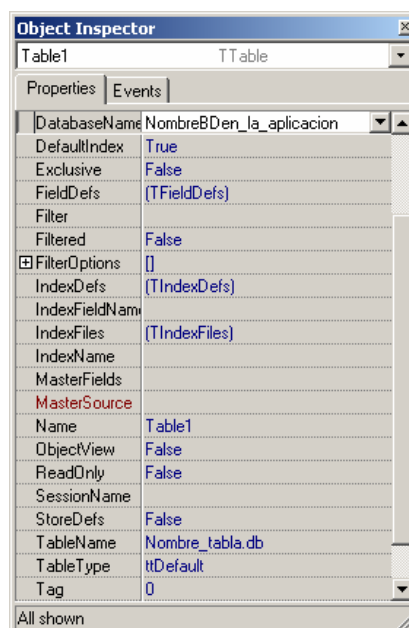 Object Inspector
Table1 TTable
Properties Events
DatabaseName NombreBDen_la_aplicacion
DefaultIndex True
Exclusive False
FieldDefs (TFieldDefs)
Filter
Filtered False
FilterOptions []
IndexDefs (TIndexDefs)
IndexFieldNam
IndexFiles (TIndexFiles)
IndexName
MasterFields
MasterSource
Name Table1
ObjectView False
ReadOnly False
SessionName
StoreDefs False
TableName Nombre_tabla.db
TableType ttDefault
Tag 0
All shown